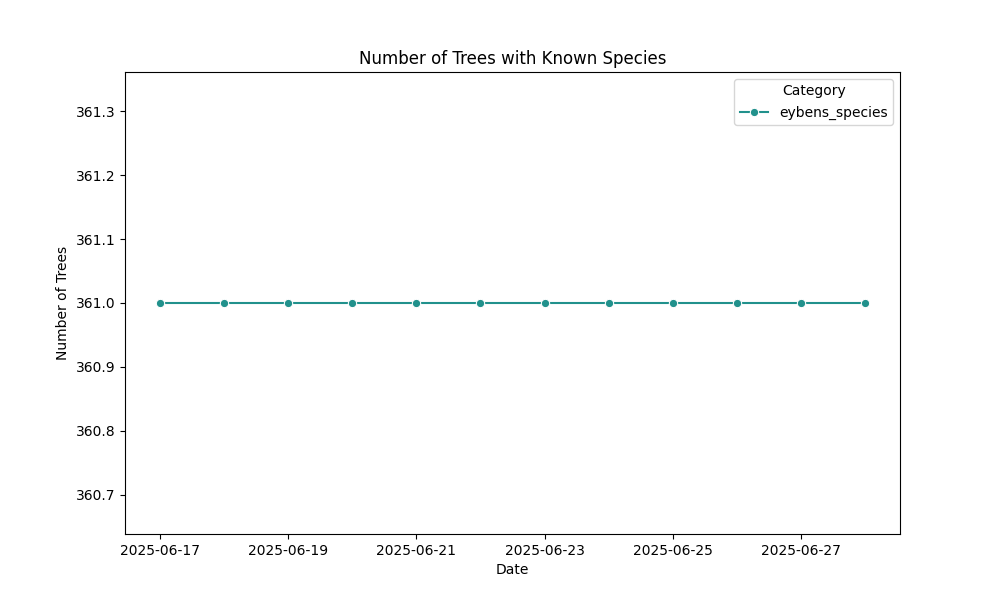 Number of Trees with Known Species
Category
eybens_species
Number of Trees
361.3
361.2
361.1
361.0
360.9
360.8
360.7
2025-06-17 2025-06-19 2025-06-21 2025-06-23 2025-06-25 2025-06-27
Date